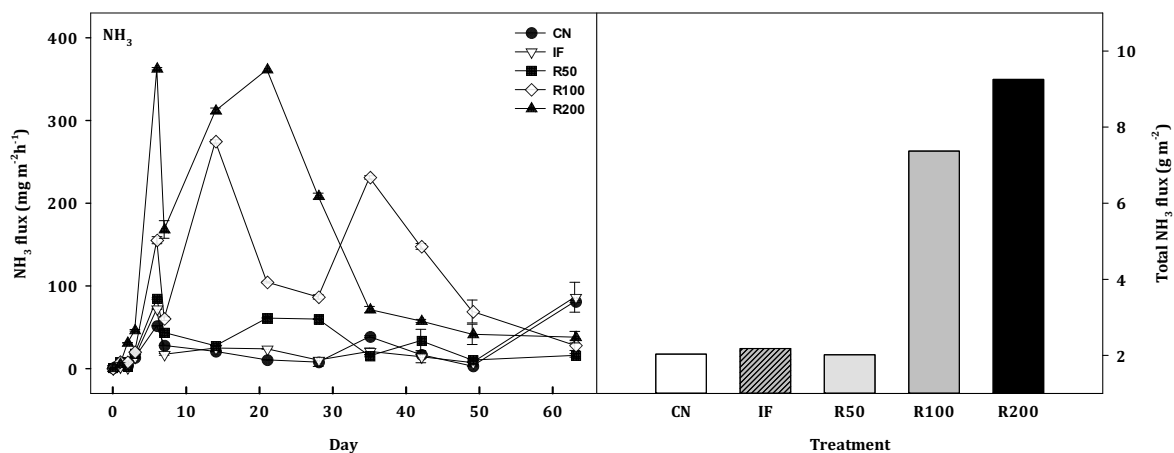 NH₃
CN
IF
R50
R100
R200
400
300
200
100
0
NH₃ flux (mg m⁻²h⁻¹)
0 10 20 30 40 50 60
Day
10
8
6
4
2
Total NH₃ flux (g m⁻²)
CN IF R50 R100 R200
Treatment